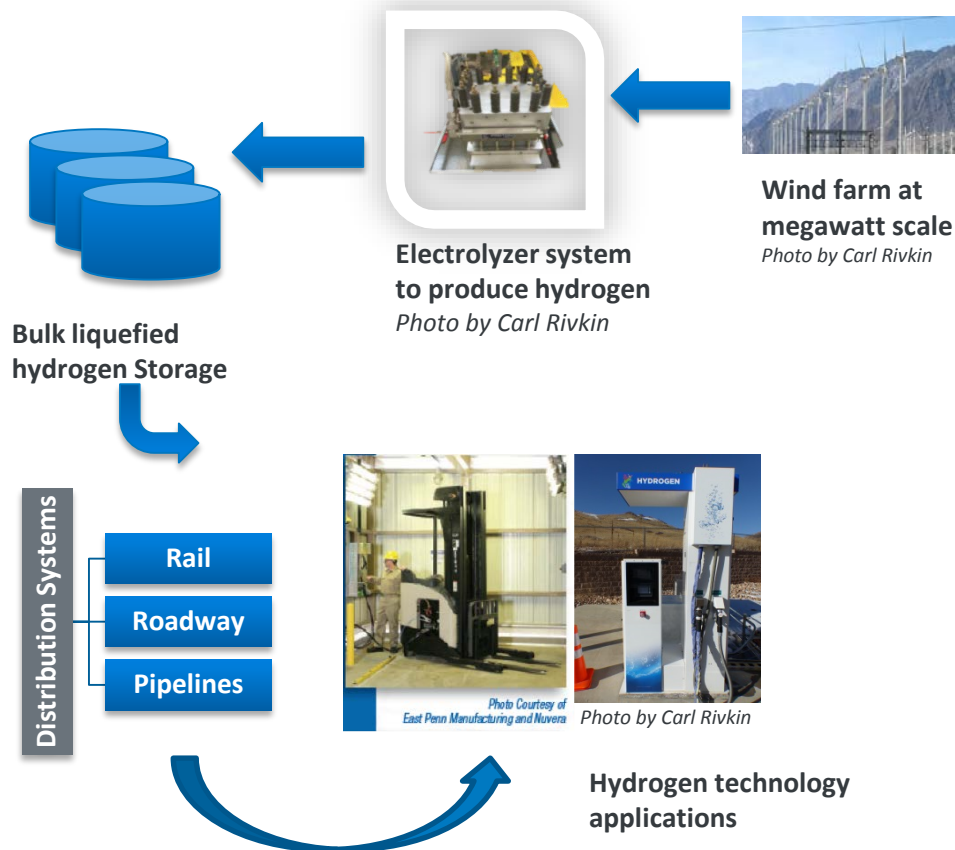 Wind farm at
megawatt scale
Photo by Carl Rivkin
Electrolyzer system
to produce hydrogen
Photo by Carl Rivkin
Bulk liquefied
hydrogen Storage
Distribution Systems
Rail
Roadway
Pipelines
HYDROGEN
Photo Courtesy of
East Penn Manufacturing and Nuvera
Photo by Carl Rivkin
Hydrogen technology
applications